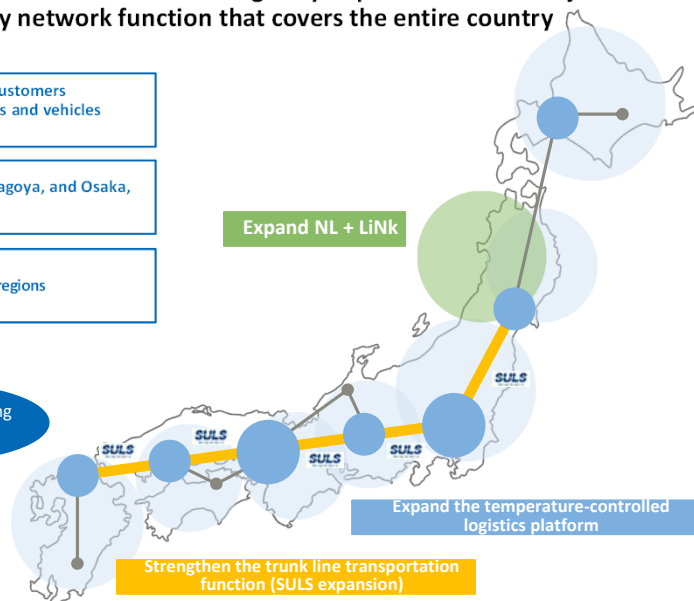 y network function that covers the entire country
ustomers
s and vehicles
agoya, and Osaka,
regions
Expand NL + LiNk
ng
SULS
SULS
SULS
SULS
SULS
Expand the temperature-controlled
logistics platform
Strengthen the trunk line transportation
function (SULS expansion)